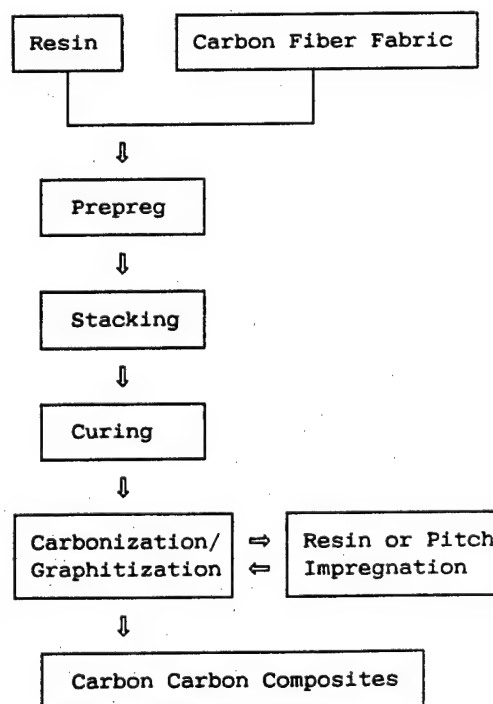 Resin
Carbon Fiber Fabric
Prepreg
Stacking
Curing
Carbonization/
Graphitization
Resin or Pitch
Impregnation
Carbon Carbon Composites